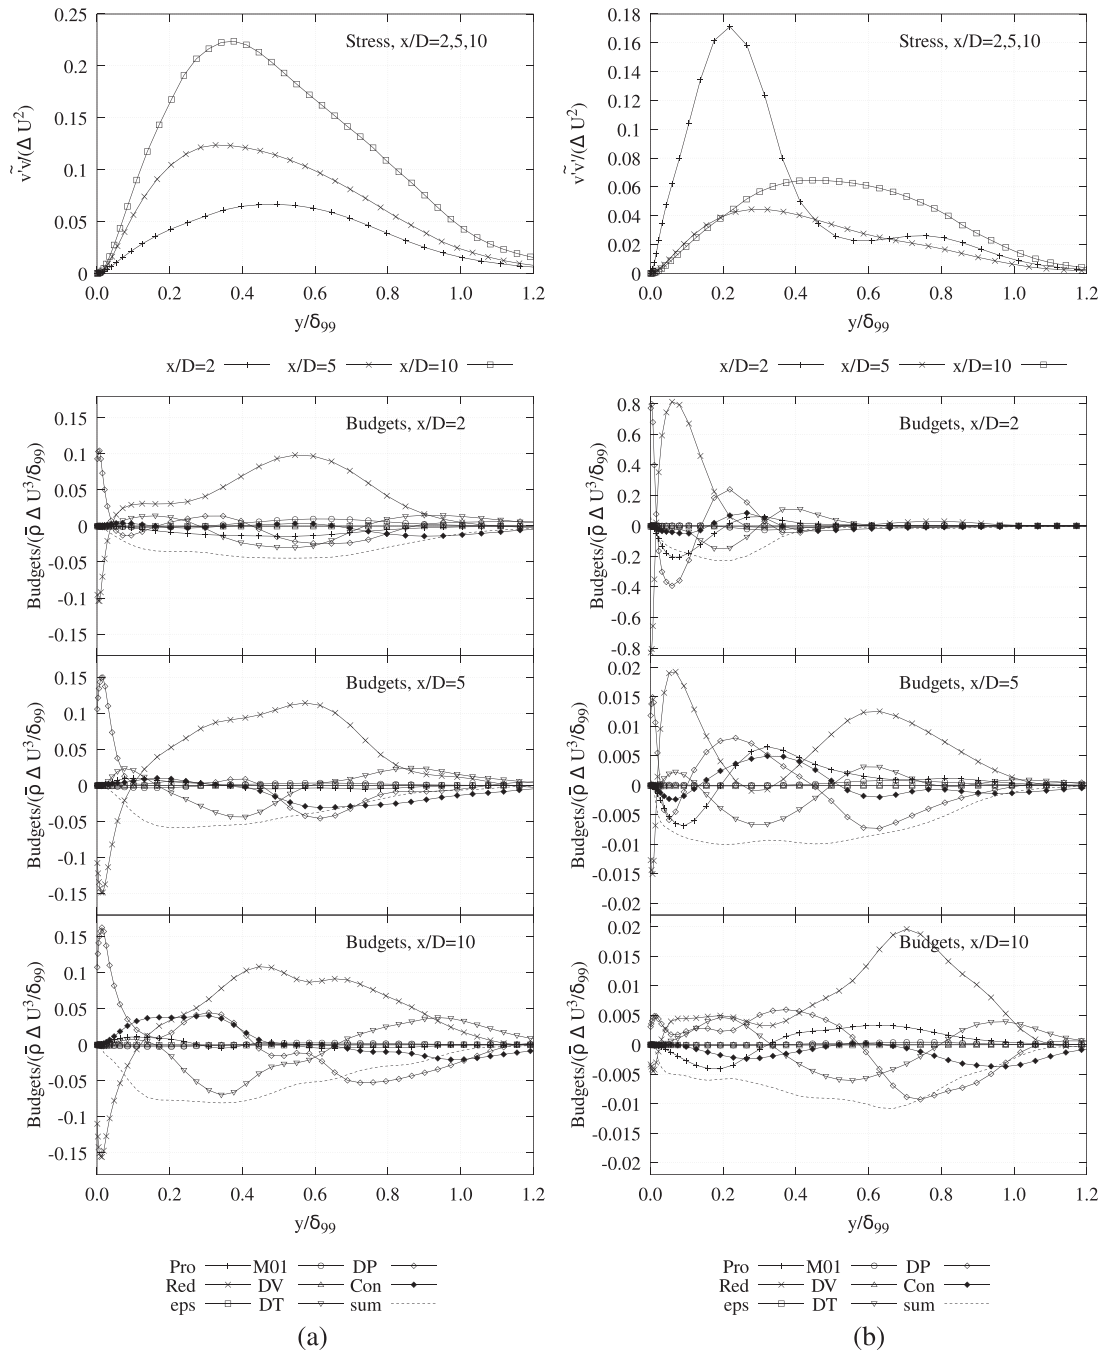 Stress, x/D=2,5,10
ṽ'v/(Δ U²)
0.25
0.2
0.15
0.1
0.05
0
0.0 0.2 0.4 0.6 0.8 1.0 1.2
y/δ₉₉
x/D=2 x/D=5 x/D=10
Budgets, x/D=2
Budgets/(ρ̄ Δ U³/δ₉₉)
0.15
0.1
0.05
0
-0.05
-0.1
-0.15
Budgets, x/D=5
Budgets/(ρ̄ Δ U³/δ₉₉)
0.15
0.1
0.05
0
-0.05
-0.1
-0.15
Budgets, x/D=10
Budgets/(ρ̄ Δ U³/δ₉₉)
0.15
0.1
0.05
0
-0.05
-0.1
-0.15
0.0 0.2 0.4 0.6 0.8 1.0 1.2
y/δ₉₉
Pro M01 DP
Red DV Con
eps DT sum
(a)
Stress, x/D=2,5,10
ṽ'v'/(Δ U²)
0.18
0.16
0.14
0.12
0.10
0.08
0.06
0.04
0.02
0
0.0 0.2 0.4 0.6 0.8 1.0 1.2
y/δ₉₉
x/D=2 x/D=5 x/D=10
Budgets, x/D=2
Budgets/(ρ̄ Δ U³/δ₉₉)
0.8
0.6
0.4
0.2
0
-0.2
-0.4
-0.6
-0.8
Budgets, x/D=5
Budgets/(ρ̄ Δ U³/δ₉₉)
0.02
0.015
0.01
0.005
0
-0.005
-0.01
-0.015
-0.02
Budgets, x/D=10
Budgets/(ρ̄ Δ U³/δ₉₉)
0.02
0.015
0.01
0.005
0
-0.005
-0.01
-0.015
-0.02
0.0 0.2 0.4 0.6 0.8 1.0 1.2
y/δ₉₉
Pro M01 DP
Red DV Con
eps DT sum
(b)